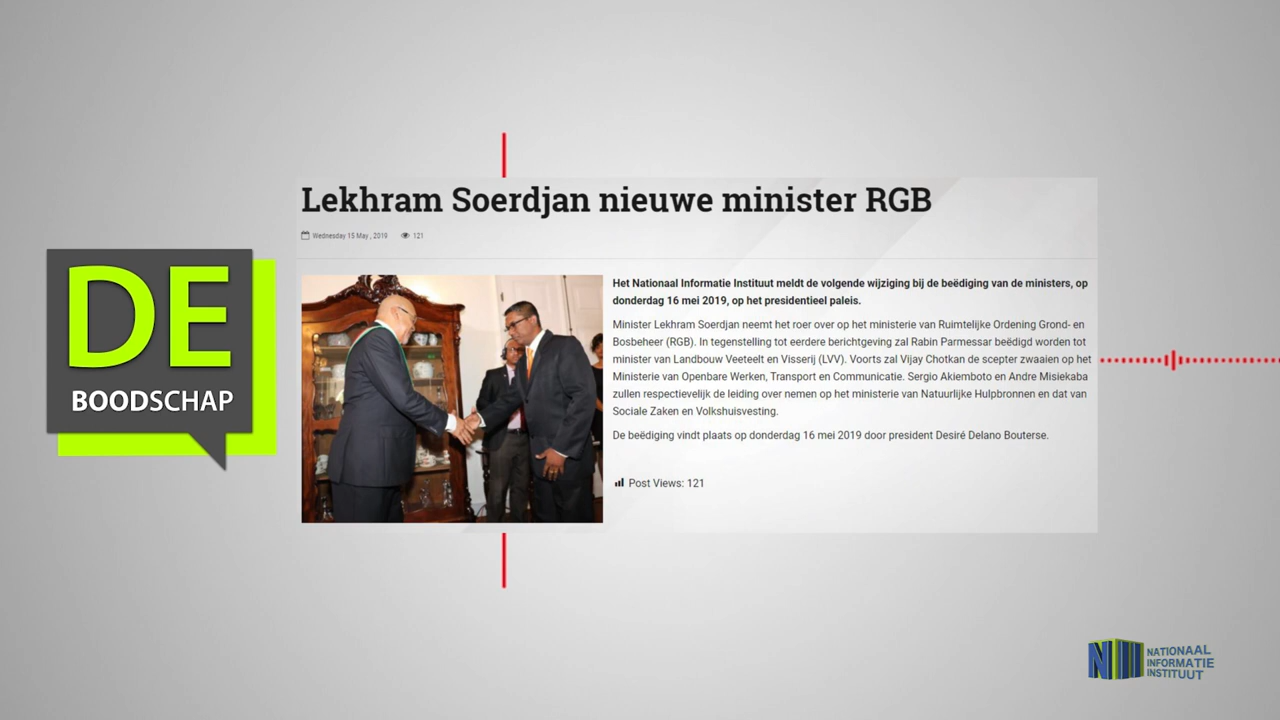 Lekhram Soerdjan nieuwe minister RGB
Wednesday 15 May , 2019 121
DE
BOODSCHAP
Het Nationaal Informatie Instituut meldt de volgende wijziging bij de beëdiging van de ministers, op
donderdag 16 mei 2019, op het presidentieel paleis.
Minister Lekhram Soerdjan neemt het roer over op het ministerie van Ruimtelijke Ordening Grond- en
Bosbeheer (RGB). In tegenstelling tot eerdere berichtgeving zal Rabin Parmessar beëdigd worden tot
minister van Landbouw Veeteelt en Visserij (LVV). Voorts zal Vijay Chotkan de scepter zwaaien op het
Ministerie van Openbare Werken, Transport en Communicatie. Sergio Akiemboto en Andre Misiekaba
zullen respectievelijk de leiding over nemen op het ministerie van Natuurlijke Hulpbronnen en dat van
Sociale Zaken en Volkshuisvesting.
De beëdiging vindt plaats op donderdag 16 mei 2019 door president Desiré Delano Bouterse.
Post Views: 121
NII
NATIONAAL
INFORMATIE
INSTITUUT